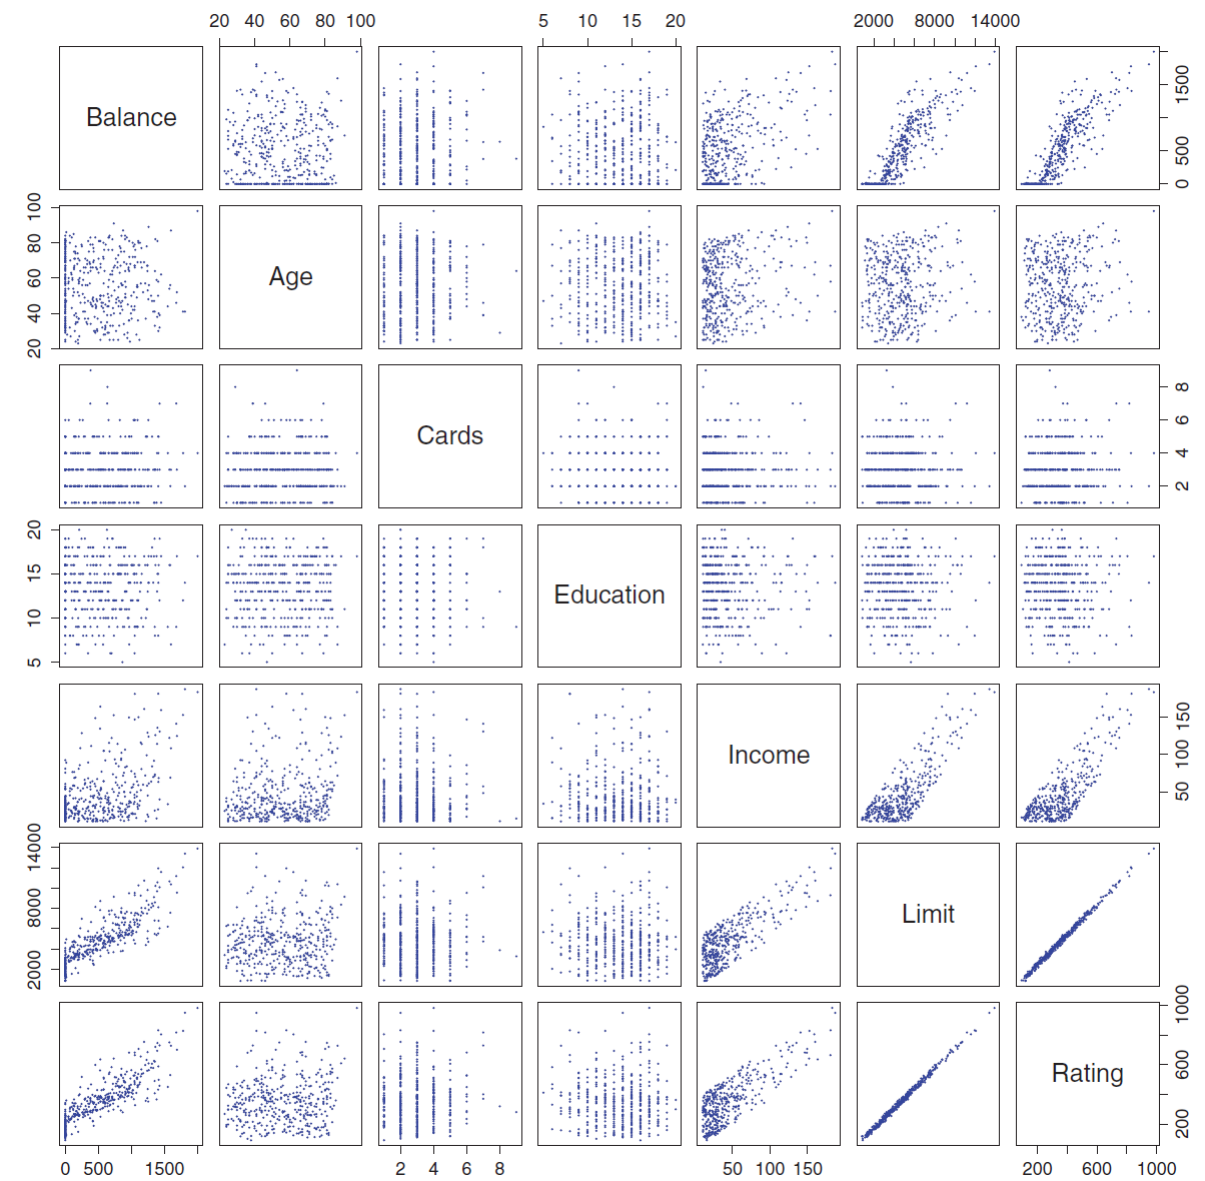 20 40 60 80 100 5 10 15 20 2000 8000 14000
Balance
0 500 1500
20 40 60 80 100
Age
Cards
2 4 6 8
5 10 15 20
Education
Income
50 100 150
2000 8000 14000
Limit
Rating
200 600 1000
0 500 1500 2 4 6 8 50 100 150 200 600 1000